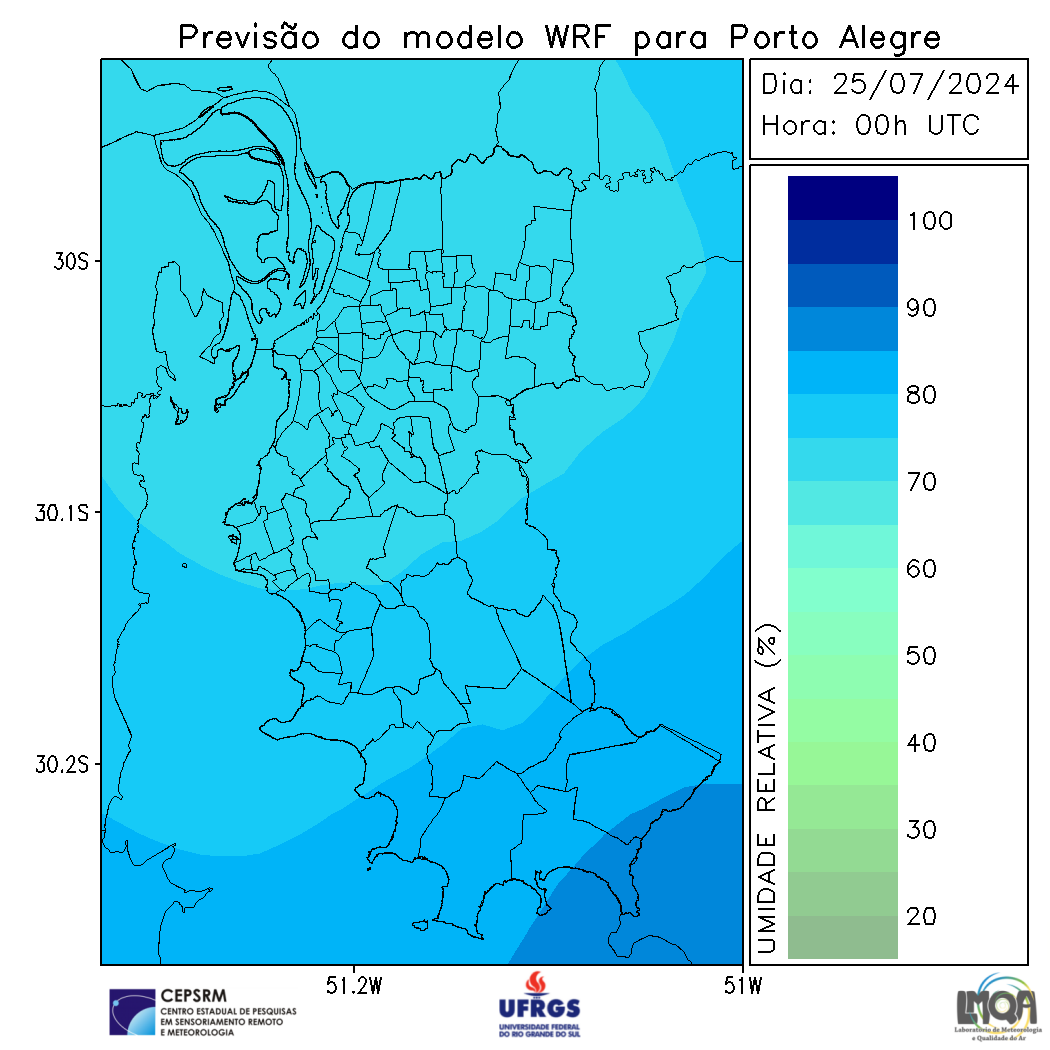 Previsão do modelo WRF para Porto Alegre
Dia: 25/07/2024
Hora: 00h UTC
30S
30.1S
30.2S
51.2W
51W
100
90
80
70
60
50
40
30
20
UMIDADE RELATIVA (%)
CEPSRM
CENTRO ESTADUAL DE PESQUISAS
EM SENSORIAMENTO REMOTO
E METEOROLOGIA
UFRGS
UNIVERSIDADE FEDERAL
DO RIO GRANDE DO SUL
LMQA
Laboratório de Meteorologia
e Qualidade do Ar